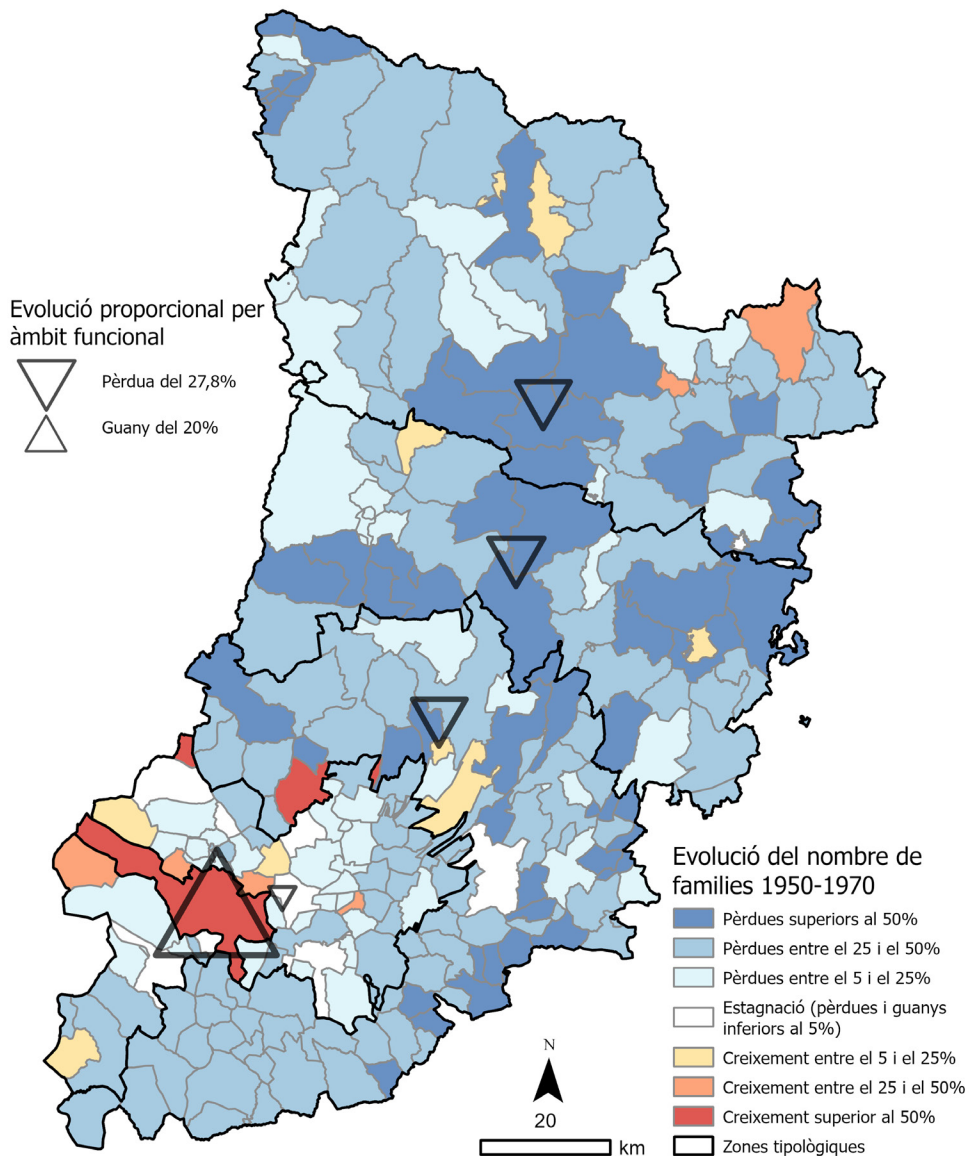 Evolució proporcional per
àmbit funcional
Pèrdua del 27,8%
Guany del 20%
Evolució del nombre de
families 1950-1970
Pèrdues superiors al 50%
Pèrdues entre el 25 i el 50%
Pèrdues entre el 5 i el 25%
Estagnació (pèrdues i guanys
inferiors al 5%)
Creixement entre el 5 i el 25%
Creixement entre el 25 i el 50%
Creixement superior al 50%
Zones tipològiques
N
20
km